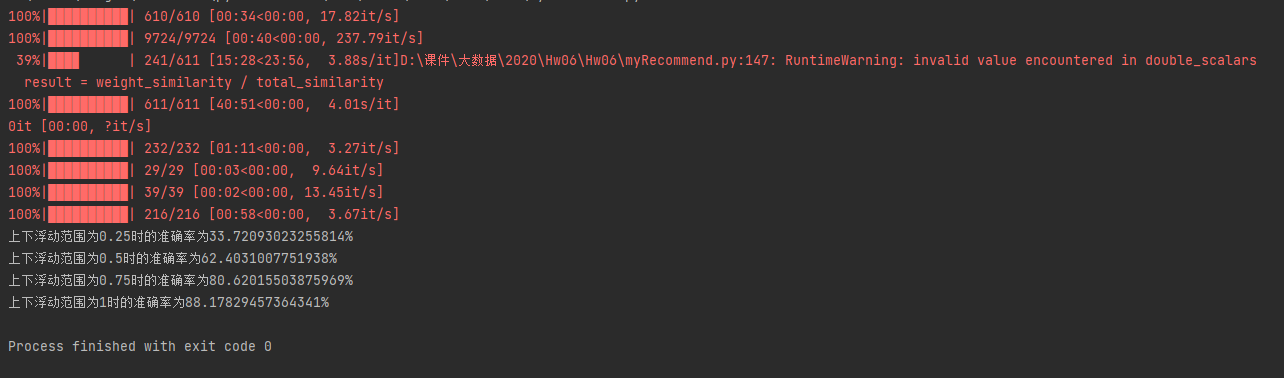 100%|██████████| 610/610 [00:34<00:00, 17.82it/s]
100%|██████████| 9724/9724 [00:40<00:00, 237.79it/s]
 39%|████      | 241/611 [15:28<23:56,  3.88s/it]D:\课件\大数据\2020\Hw06\Hw06\myRecommend.py:147: RuntimeWarning: invalid value encountered in double_scalars
  result = weight_similarity / total_similarity
100%|██████████| 611/611 [40:51<00:00,  4.01s/it]
0it [00:00, ?it/s]
100%|██████████| 232/232 [01:11<00:00,  3.27it/s]
100%|██████████| 29/29 [00:03<00:00,  9.64it/s]
100%|██████████| 39/39 [00:02<00:00, 13.45it/s]
100%|██████████| 216/216 [00:58<00:00,  3.67it/s]
上下浮动范围为0.25时的准确率为33.72093023255814%
上下浮动范围为0.5时的准确率为62.4031007751938%
上下浮动范围为0.75时的准确率为80.62015503875969%
上下浮动范围为1时的准确率为88.17829457364341%
Process finished with exit code 0